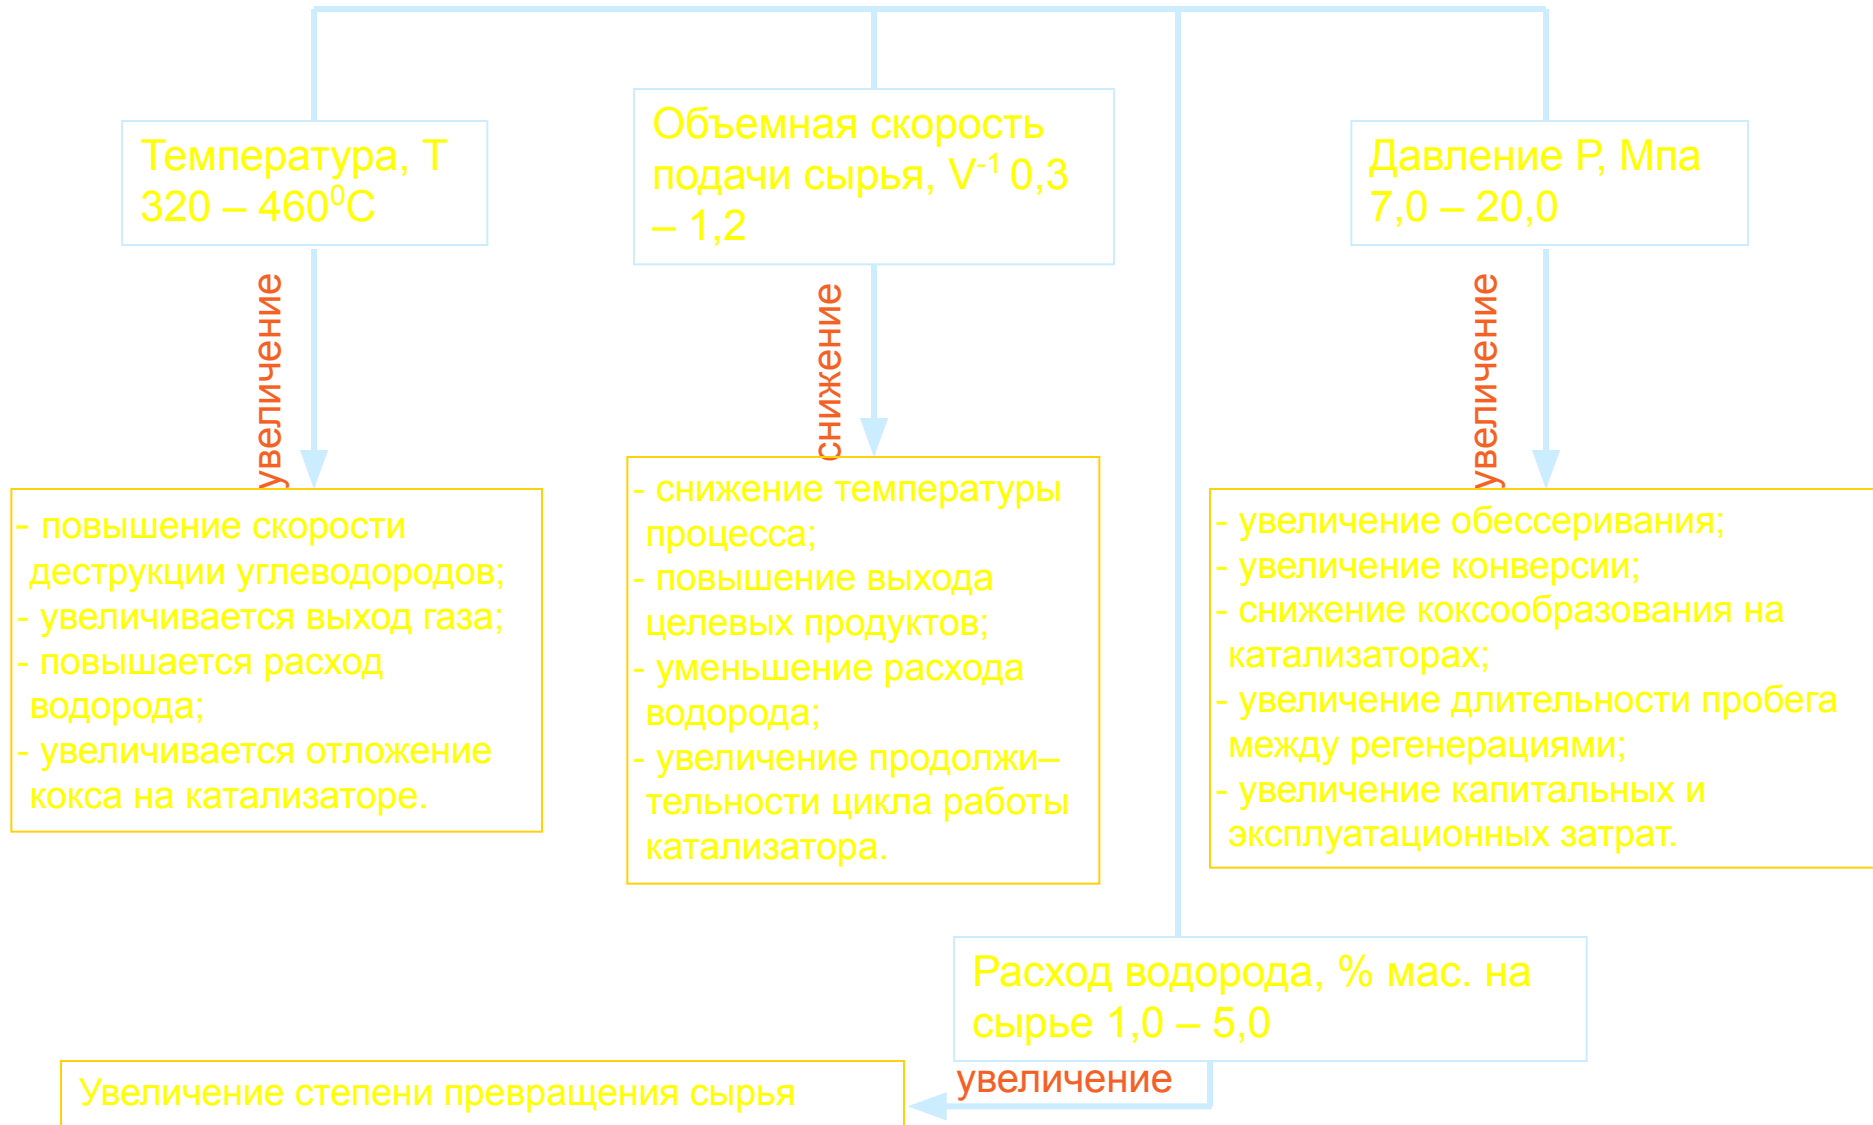 Температура, Т
320 – 460⁰С
увеличение
- повышение скорости
деструкции углеводородов;
- увеличивается выход газа;
- повышается расход
водорода;
- увеличивается отложение
кокса на катализаторе.
Объемная скорость
подачи сырья, V⁻¹ 0,3
– 1,2
снижение
- снижение температуры
процесса;
- повышение выхода
целевых продуктов;
- уменьшение расхода
водорода;
- увеличение продолжи–
тельности цикла работы
катализатора.
Давление Р, Мпа
7,0 – 20,0
увеличение
- увеличение обессеривания;
- увеличение конверсии;
- снижение коксообразования на
катализаторах;
- увеличение длительности пробега
между регенерациями;
- увеличение капитальных и
эксплуатационных затрат.
Расход водорода, % мас. на
сырье 1,0 – 5,0
увеличение
Увеличение степени превращения сырья